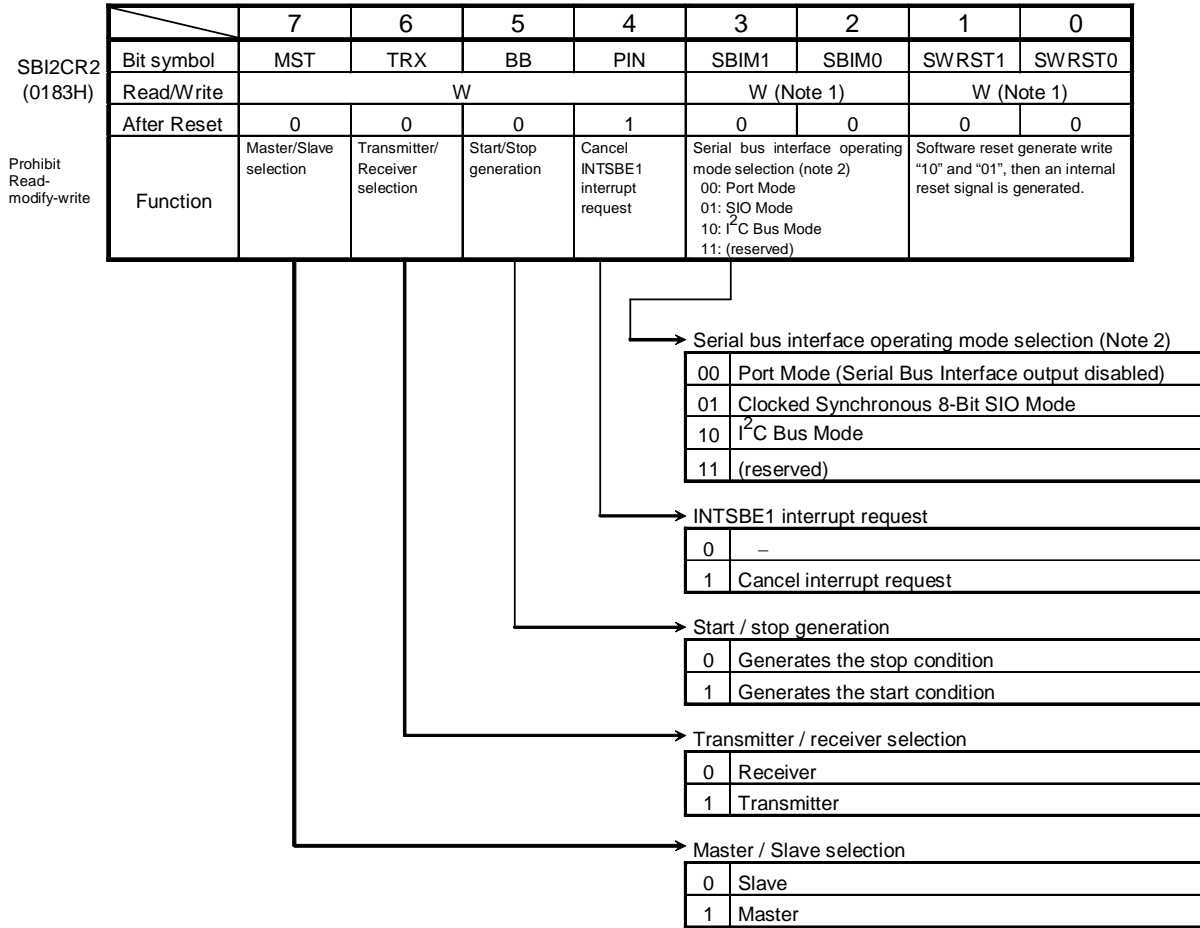 7 6 5 4 3 2 1 0
SBI2CR2
(0183H)
Bit symbol MST TRX BB PIN SBIM1 SBIM0 SWRST1 SWRST0
Read/Write W W (Note 1) W (Note 1)
After Reset 0 0 0 1 0 0 0 0
Prohibit
Read-
modify-write
Function
Master/Slave
selection
Transmitter/
Receiver
selection
Start/Stop
generation
Cancel
INTSBE1
interrupt
request
Serial bus interface operating
mode selection (note 2)
00: Port Mode
01: SIO Mode
10: I²C Bus Mode
11: (reserved)
Software reset generate write
“10” and “01”, then an internal
reset signal is generated.
Serial bus interface operating mode selection (Note 2)
00 Port Mode (Serial Bus Interface output disabled)
01 Clocked Synchronous 8-Bit SIO Mode
10 I²C Bus Mode
11 (reserved)
INTSBE1 interrupt request
0 –
1 Cancel interrupt request
Start / stop generation
0 Generates the stop condition
1 Generates the start condition
Transmitter / receiver selection
0 Receiver
1 Transmitter
Master / Slave selection
0 Slave
1 Master